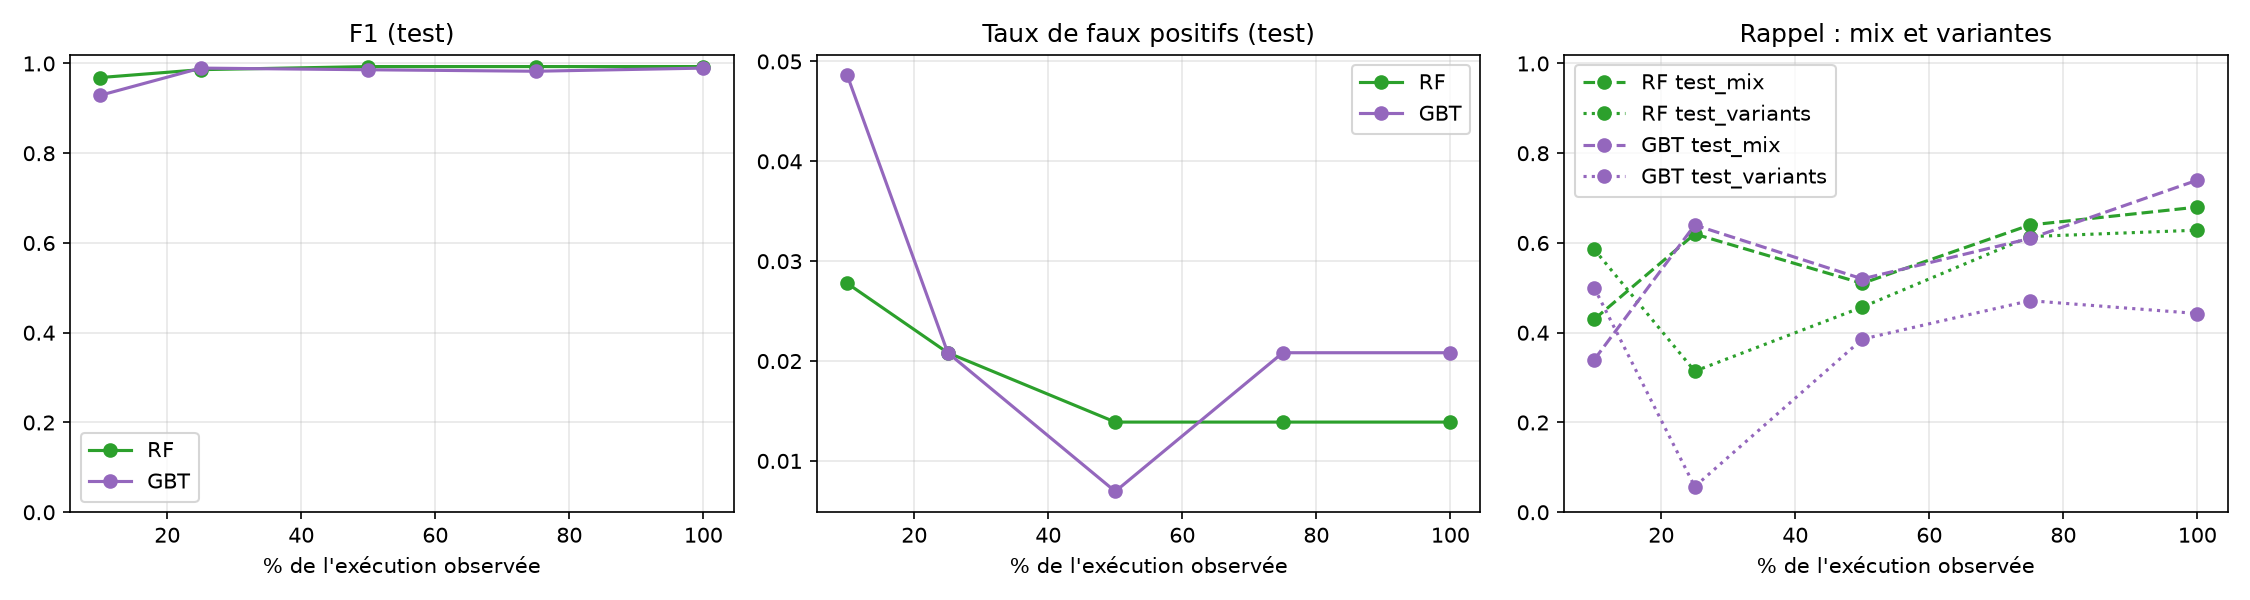 F1 (test)
1.0
0.8
0.6
0.4
0.2
0.0
RF
GBT
20
40
60
80
100
% de l'exécution observée
Taux de faux positifs (test)
0.05
0.04
0.03
0.02
0.01
RF
GBT
20
40
60
80
100
% de l'exécution observée
Rappel : mix et variantes
1.0
0.8
0.6
0.4
0.2
0.0
RF test_mix
RF test_variants
GBT test_mix
GBT test_variants
20
40
60
80
100
% de l'exécution observée